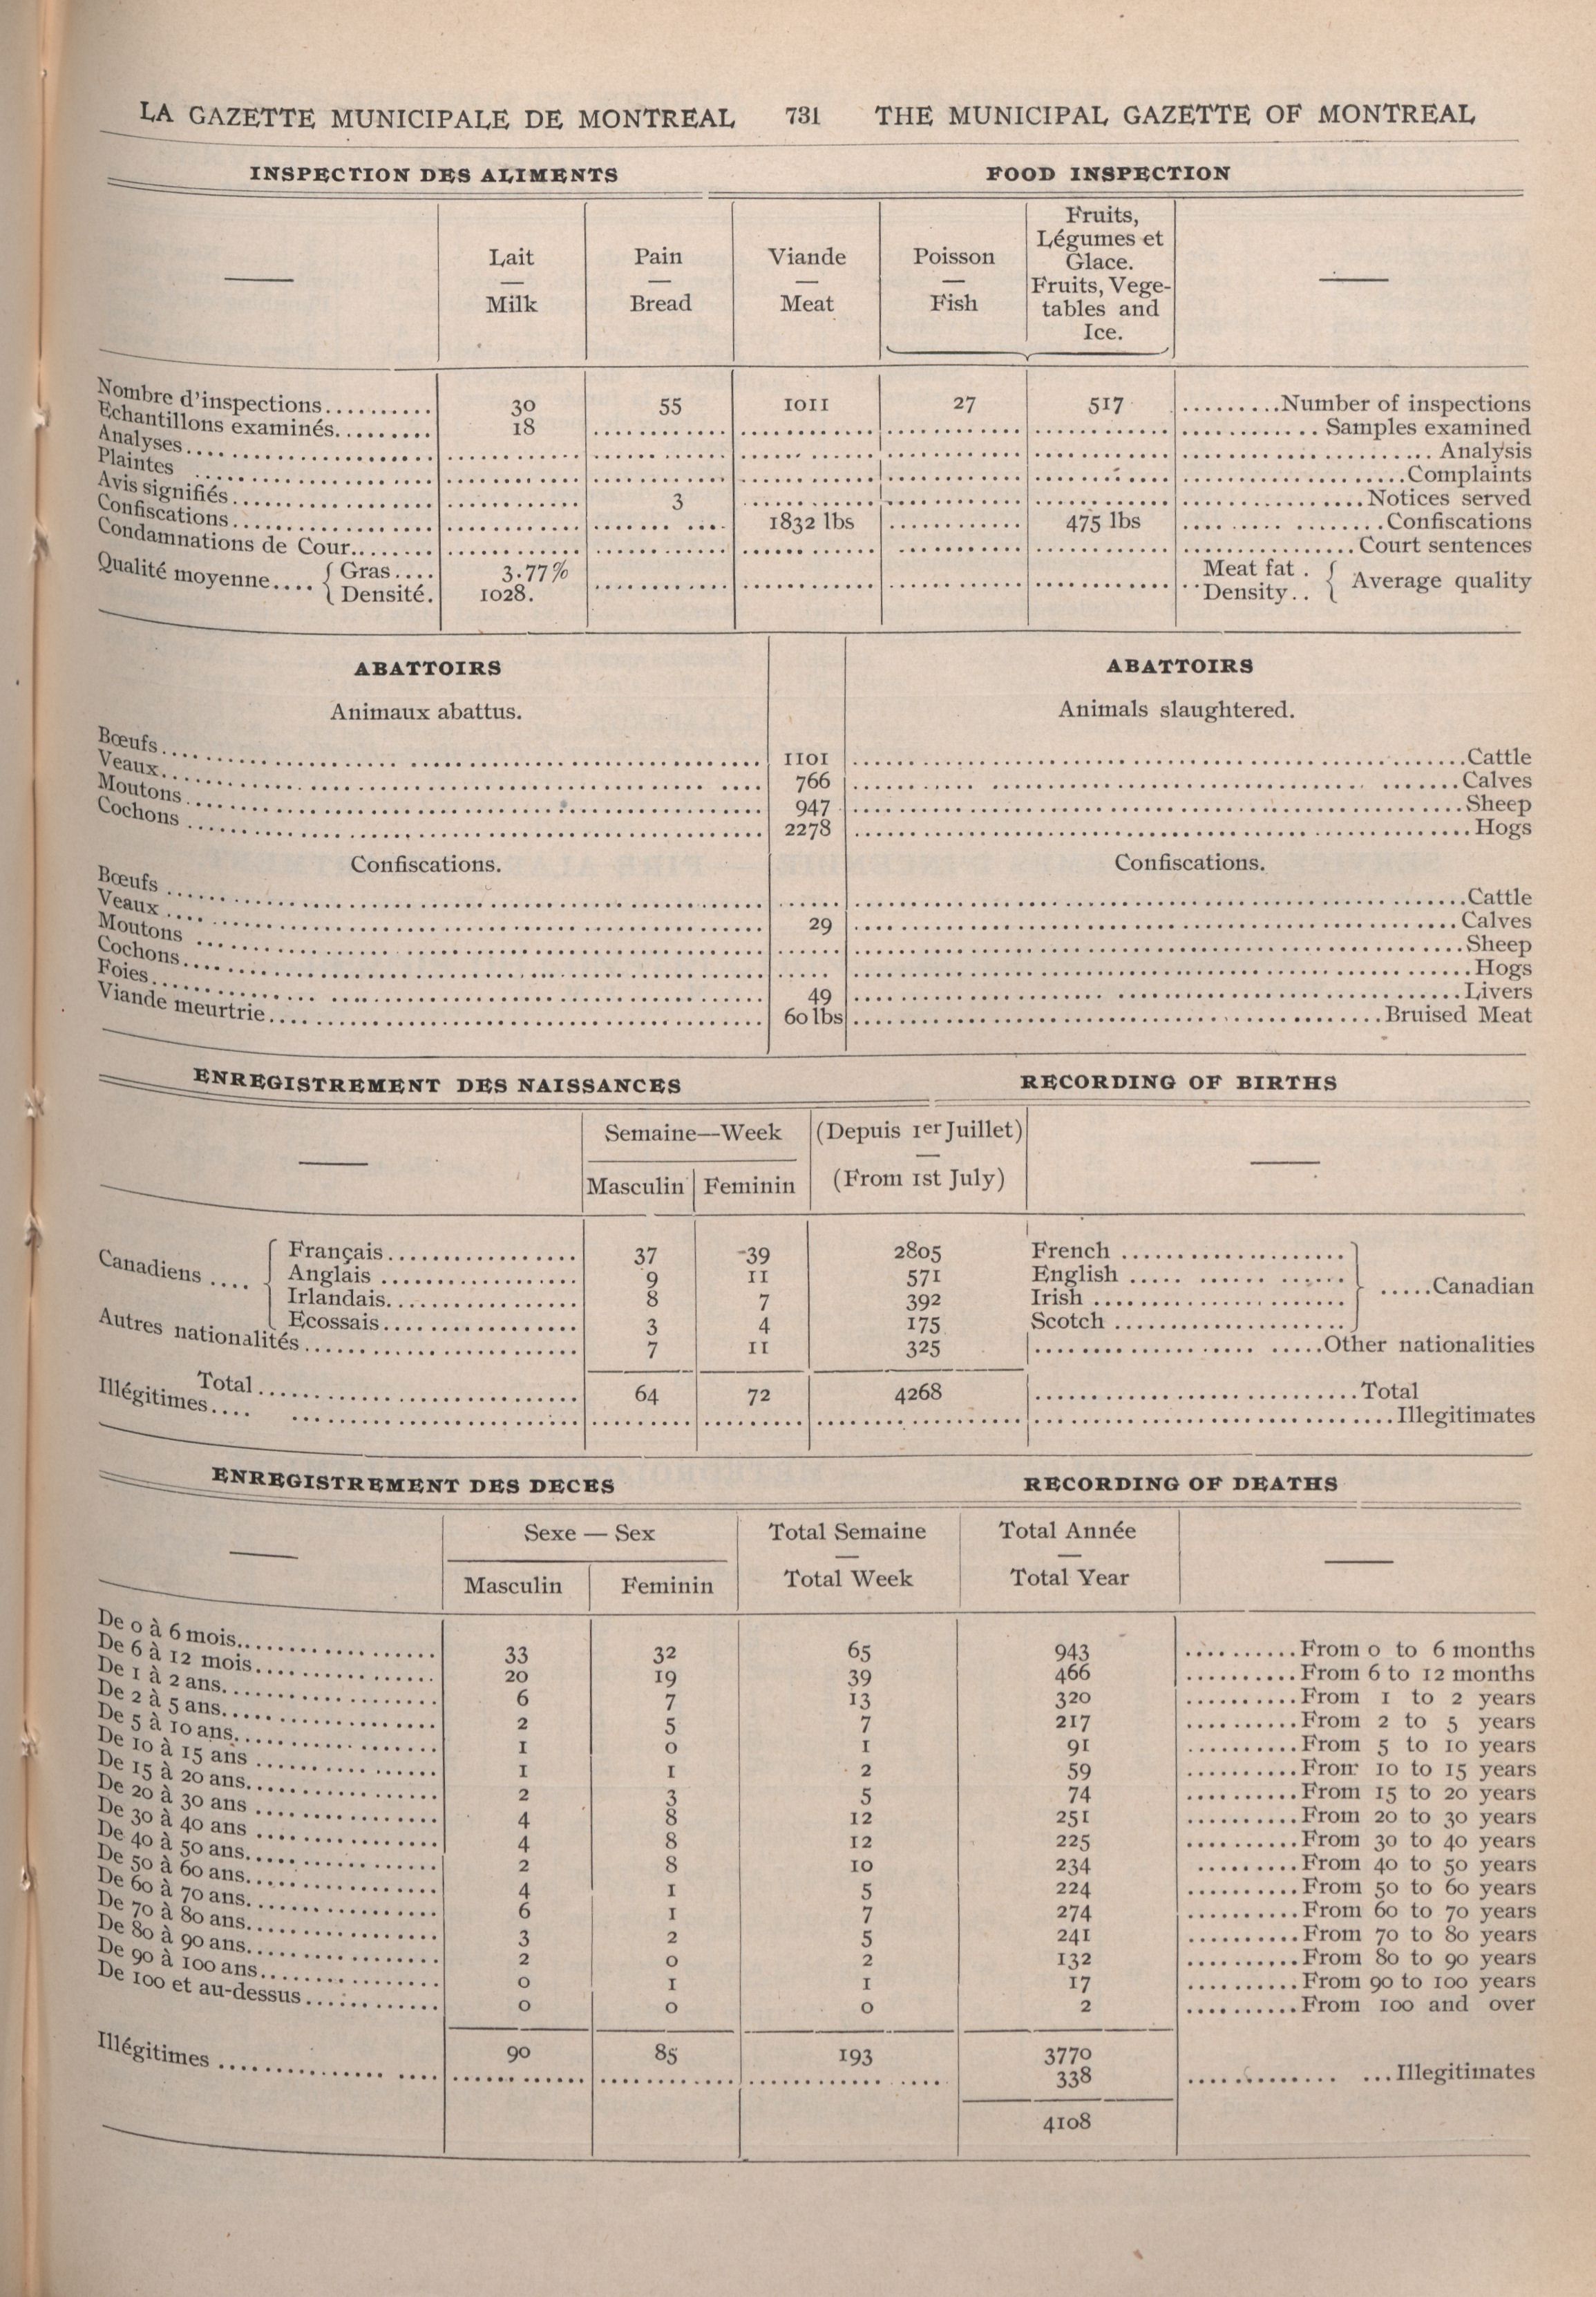 LA GAZETTE MUNICIPALE DE MONTREAL 731 THE MUNICIPAL GAZETTE OF MONTREAL
INSPECTION DES ALIMENTS FOOD INSPECTION
Lait — Milk
Pain — Bread
Viande — Meat
Poisson — Fish
Fruits,
Légumes et
Glace.
Fruits, Vege-
tables and
Ice.
Nombre d'inspections.......... 30 55 1011 27 517 .........Number of inspections
Echantillons examinés......... 18 ............ Samples examined
Analyses.................... Analysis
Plaintes ....................Complaints
Avis signifiés.................. 3 ...............Notices served
Confiscations.................. 1832 lbs 475 lbs ........Confiscations
Condamnations de Cour........ ...............Court sentences
Qualité moyenne.... { Gras.... 3.77% Meat fat . { Average quality
{ Densité. 1028. ..Density..
ABATTOIRS ABATTOIRS
Animaux abattus. Animals slaughtered.
Bœufs.................... 1101 ....................Cattle
Veaux.................... 766 ....................Calves
Moutons.................... 947 ....................Sheep
Cochons .................... 2278 ....................Hogs
Confiscations. Confiscations.
Bœufs .................... ....................Cattle
Veaux .................... 29 ....................Calves
Moutons .................... ....................Sheep
Cochons.................... ....................Hogs
Foies.................... 49 ....................Livers
Viande meurtrie.................... 60 lbs ....................Bruised Meat
ENREGISTREMENT DES NAISSANCES RECORDING OF BIRTHS
Semaine—Week (Depuis 1er Juillet)
—
Masculin Feminin (From 1st July)
Canadiens .... { Français................. 37 39 2805 French ....................} .....Canadian
Anglais .................. 9 11 571 English ....................
Irlandais.................. 8 7 392 Irish ....................
Ecossais.................. 3 4 175 Scotch ....................
Autres nationalités.................... 7 11 325 ....................Other nationalities
Total.................... 64 72 4268 ....................Total
Illégitimes.... .................... ....................Illegitimates
ENREGISTREMENT DES DECES RECORDING OF DEATHS
Sexe — Sex Total Semaine Total Année
— —
Masculin Feminin Total Week Total Year
De 0 à 6 mois.................. 33 32 65 943 ..........From 0 to 6 months
De 6 à 12 mois................ 20 19 39 466 ..........From 6 to 12 months
De 1 à 2 ans.................. 6 7 13 320 ..........From 1 to 2 years
De 2 à 5 ans.................. 2 5 7 217 ..........From 2 to 5 years
De 5 à 10 ans.................. 1 0 1 91 ..........From 5 to 10 years
De 10 à 15 ans .................. 1 1 2 59 ..........From 10 to 15 years
De 15 à 20 ans.................. 2 3 5 74 ..........From 15 to 20 years
De 20 à 30 ans .................. 4 8 12 251 ..........From 20 to 30 years
De 30 à 40 ans .................. 4 8 12 225 ..........From 30 to 40 years
De 40 à 50 ans.................. 2 8 10 234 .........From 40 to 50 years
De 50 à 60 ans.................. 4 1 5 224 ..........From 50 to 60 years
De 60 à 70 ans.................. 6 1 7 274 ..........From 60 to 70 years
De 70 à 80 ans.................. 3 2 5 241 ..........From 70 to 80 years
De 80 à 90 ans.................. 2 0 2 132 ..........From 80 to 90 years
De 90 à 100 ans................ 0 1 1 17 ..........From 90 to 100 years
De 100 et au-dessus............ 0 0 0 2 ..........From 100 and over
90 85 193 3770
Illégitimes .................... 338 ....................Illegitimates
4108